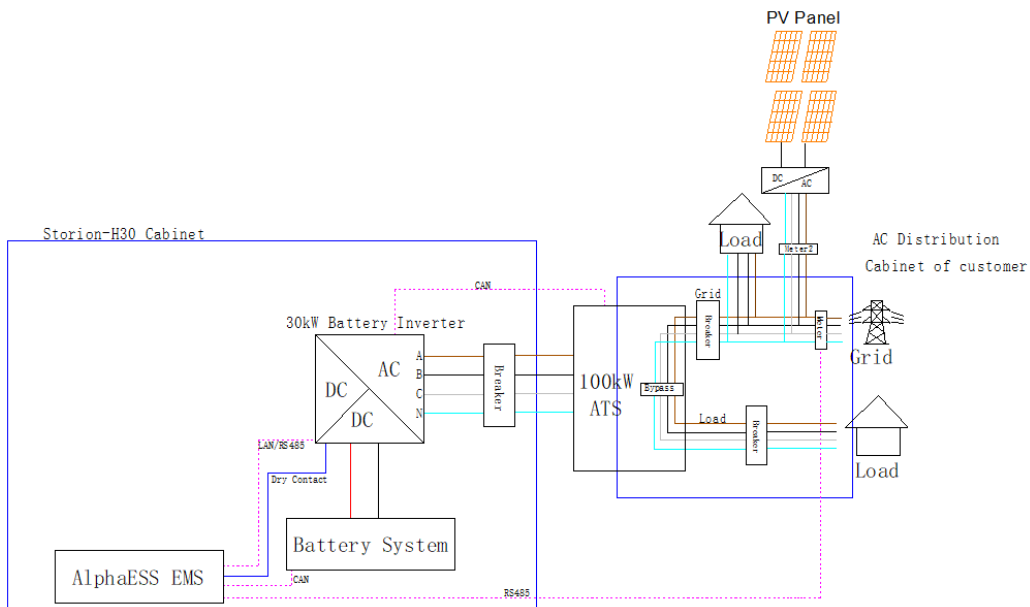 PV Panel
DC
AC
Load
Meter2
AC Distribution
Cabinet of customer
Storion-H30 Cabinet
CAN
Grid
Breaker
Meter
Grid
30kW Battery Inverter
AC
DC
DC
A
B
C
N
Breaker
100kW
ATS
Bypass
Load
Breaker
Load
LAN/RS485
Dry Contact
Battery System
AlphaESS EMS
CAN
RS485